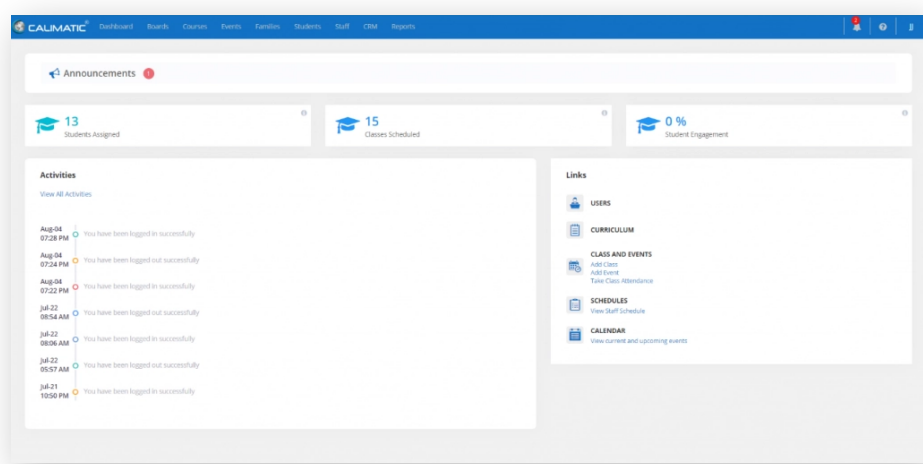 CALIMATIC® Dashboard Boards Courses Events Families Students Staff CRM Reports 2 JJ
Announcements
13
Students Assigned
15
Classes Scheduled
0 %
Student Engagement
Activities
View All Activities
Aug-04
07:28 PM
You have been logged in successfully
Aug-04
07:24 PM
You have been logged out successfully
Aug-04
07:22 PM
You have been logged in successfully
Jul-22
08:54 AM
You have been logged out successfully
Jul-22
08:06 AM
You have been logged in successfully
Jul-22
05:57 AM
You have been logged out successfully
Jul-21
10:50 PM
You have been logged in successfully
Links
USERS
CURRICULUM
CLASS AND EVENTS
Add Class
Add Event
Take Class Attendance
SCHEDULES
View Staff Schedule
CALENDAR
View current and upcoming events